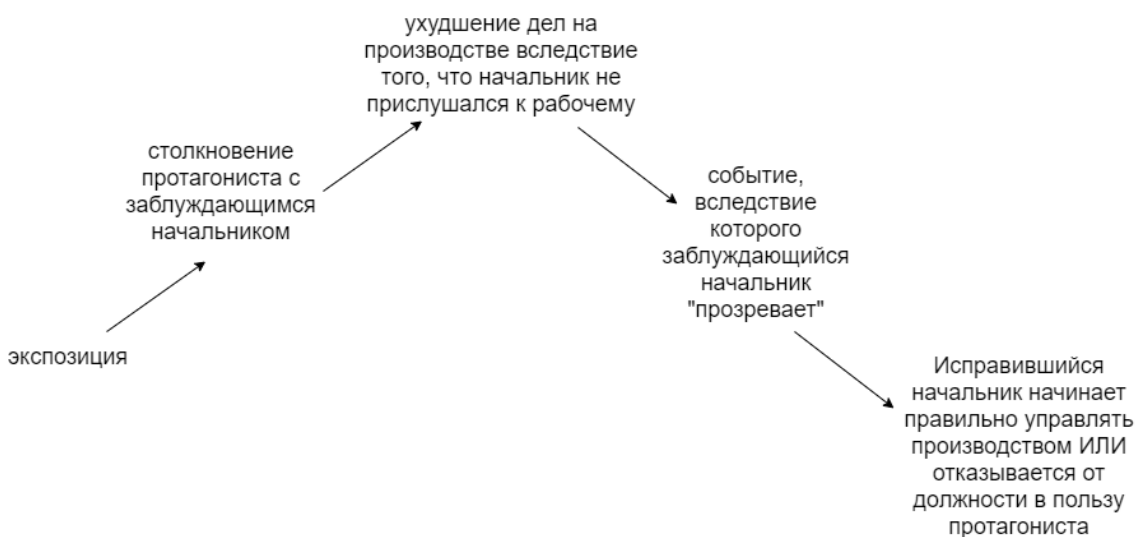 экспозиция
столкновение
протагониста с
заблуждающимся
начальником
ухудшение дел на
производстве вследствие
того, что начальник не
прислушался к рабочему
событие,
вследствие
которого
заблуждающийся
начальник
"прозревает"
Исправившийся
начальник начинает
правильно управлять
производством ИЛИ
отказывается от
должности в пользу
протагониста